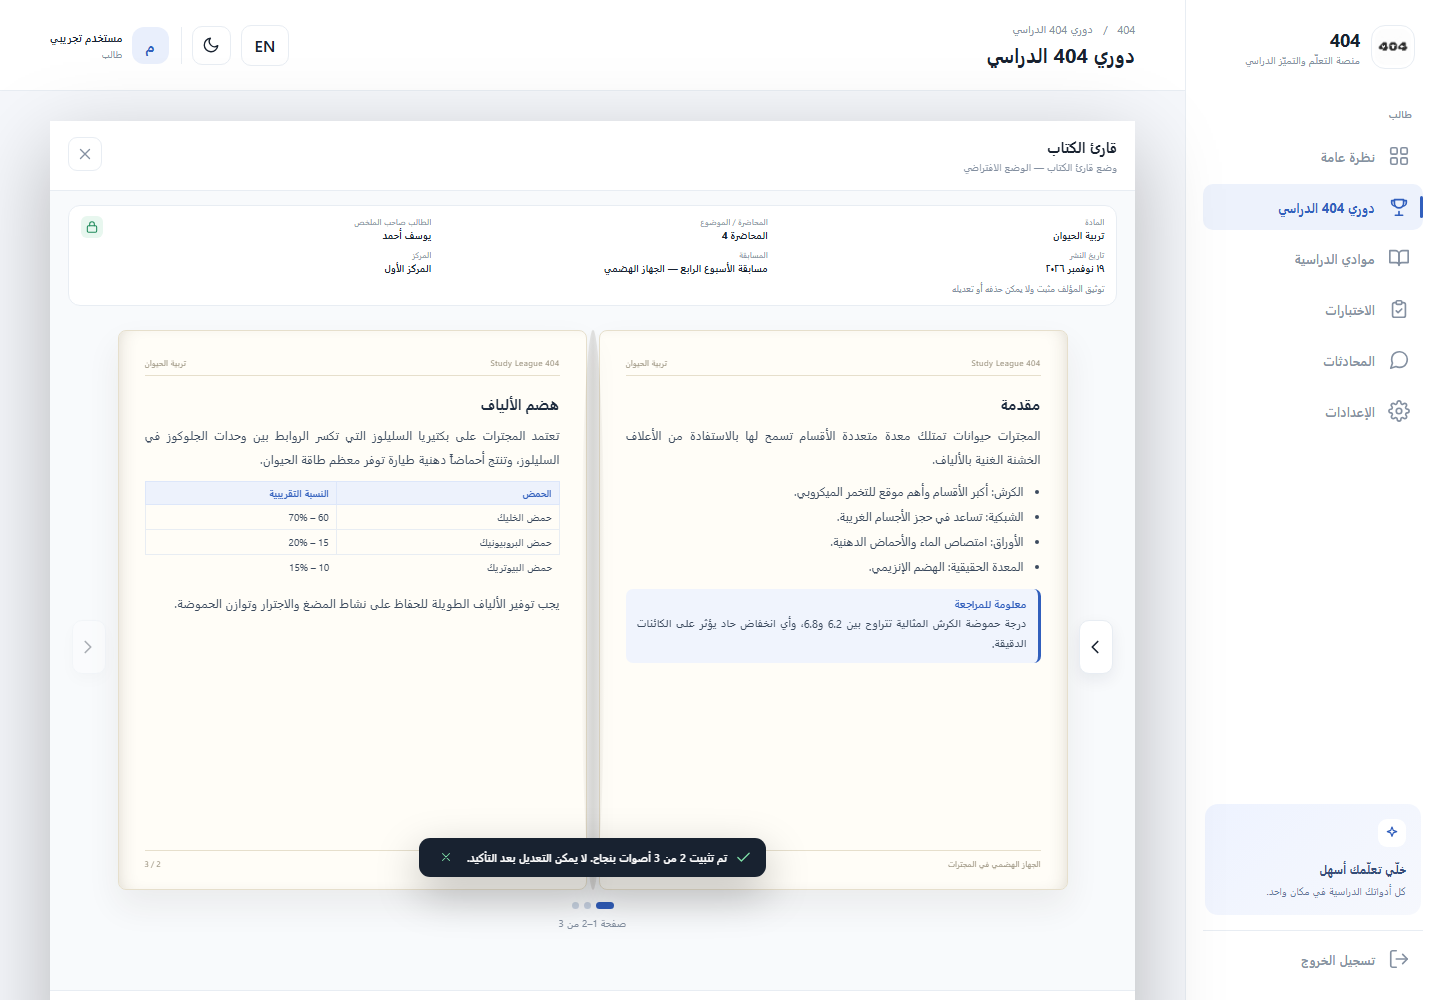 404
404
منصة التعلّم والتميّز الدراسي
طالب
نظرة عامة
دوري 404 الدراسي
موادي الدراسية
الاختبارات
المحادثات
الإعدادات
خلّي تعلّمك أسهل
كل أدواتك الدراسية في مكان واحد.
تسجيل الخروج
404 / دوري 404 الدراسي
دوري 404 الدراسي
EN
م
مستخدم تجريبي
طالب
قارئ الكتاب
وضع قارئ الكتاب — الوضع الافتراضي
المادة
تربية الحيوان
المحاضرة / الموضوع
المحاضرة 4
الطالب صاحب الملخص
يوسف أحمد
تاريخ النشر
١٩ نوفمبر ٢٠٢٦
المسابقة
مسابقة الأسبوع الرابع — الجهاز الهضمي
المركز
المركز الأول
توثيق المؤلف مثبت ولا يمكن حذفه أو تعديله
Study League 404
تربية الحيوان
مقدمة
المجترات حيوانات تمتلك معدة متعددة الأقسام تسمح لها بالاستفادة من الأعلاف
الخشنة الغنية بالألياف.
• الكرش: أكبر الأقسام وأهم موقع للتخمر الميكروبي.
• الشبكية: تساعد في حجز الأجسام الغريبة.
• الأوراق: امتصاص الماء والأحماض الدهنية.
• المعدة الحقيقية: الهضم الإنزيمي.
معلومة للمراجعة
درجة حموضة الكرش المثالية تتراوح بين 6.2 و6.8، وأي انخفاض حاد يؤثر على الكائنات
الدقيقة.
الجهاز الهضمي في المجترات
Study League 404
تربية الحيوان
هضم الألياف
تعتمد المجترات على بكتيريا السليلوز التي تكسر الروابط بين وحدات الجلوكوز في
السليلوز، وتنتج أحماضاً دهنية طيارة توفر معظم طاقة الحيوان.
الحمض النسبة التقريبية
حمض الخليك 60 – 70%
حمض البروبيونيك 15 – 20%
حمض البيوتريك 10 – 15%
يجب توفير الألياف الطويلة للحفاظ على نشاط المضغ والاجترار وتوازن الحموضة.
2 / 3
تم تثبيت 2 من 3 أصوات بنجاح. لا يمكن التعديل بعد التأكيد.
صفحة 1–2 من 3